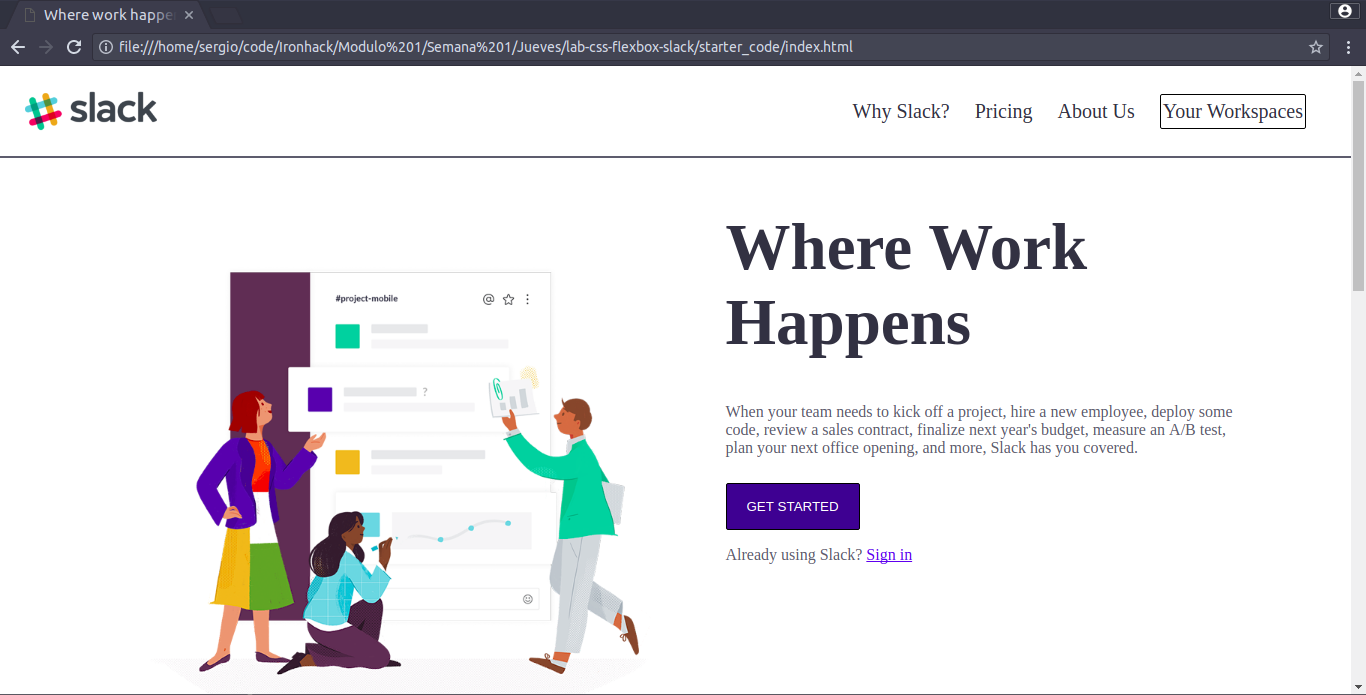 Where work happe
file:///home/sergio/code/Ironhack/Modulo%201/Semana%201/Jueves/lab-css-flexbox-slack/starter_code/index.html
slack
Why Slack? Pricing About Us Your Workspaces
Where Work
Happens
#project-mobile
?
When your team needs to kick off a project, hire a new employee, deploy some
code, review a sales contract, finalize next year's budget, measure an A/B test,
plan your next office opening, and more, Slack has you covered.
GET STARTED
Already using Slack? Sign in